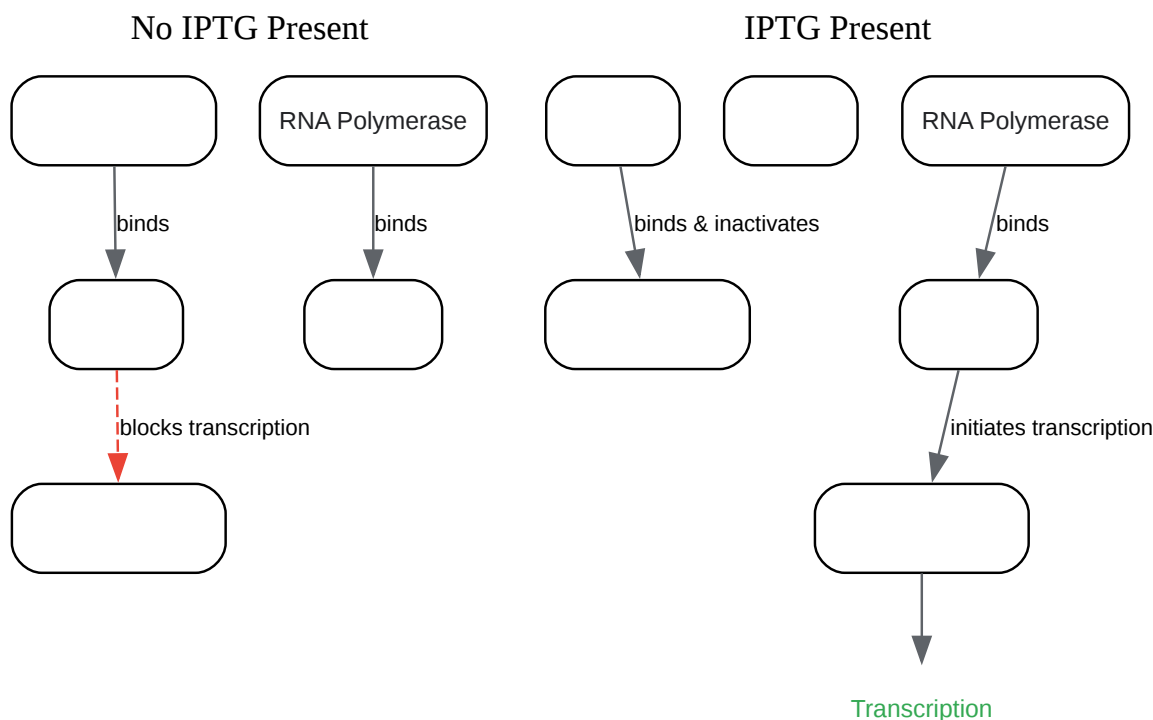 No IPTG Present
IPTG Present
RNA Polymerase
RNA Polymerase
binds
binds
binds & inactivates
binds
blocks transcription
initiates transcription
Transcription